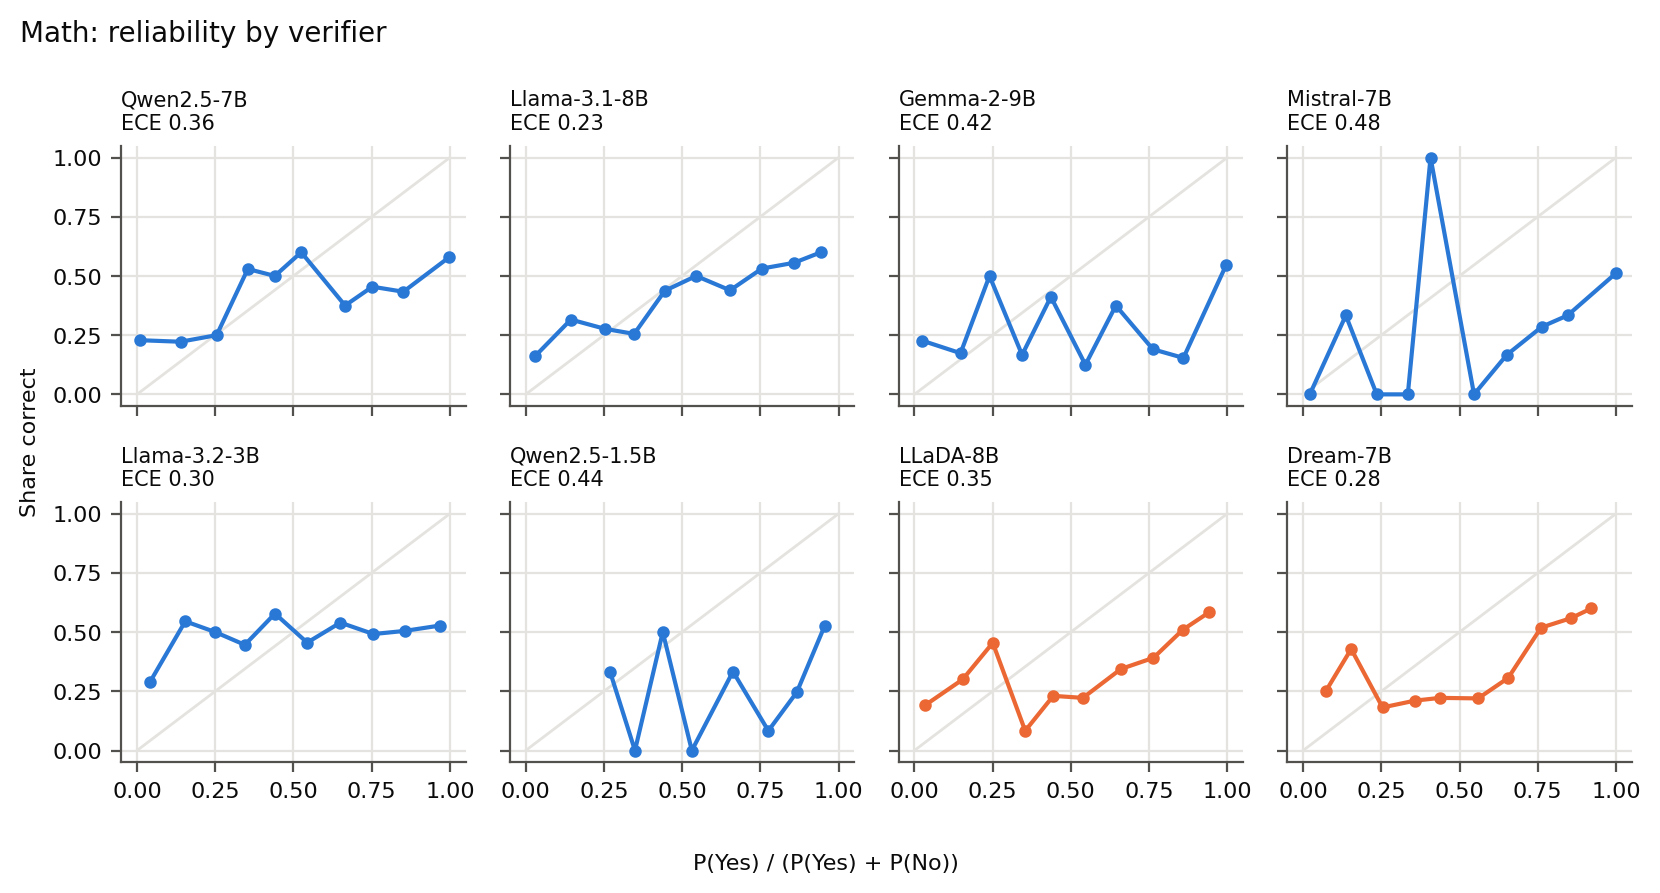 Math: reliability by verifier
Qwen2.5-7B
ECE 0.36
Llama-3.1-8B
ECE 0.23
Gemma-2-9B
ECE 0.42
Mistral-7B
ECE 0.48
1.00
0.75
0.50
0.25
0.00
Share correct
Llama-3.2-3B
ECE 0.30
Qwen2.5-1.5B
ECE 0.44
LLaDA-8B
ECE 0.35
Dream-7B
ECE 0.28
1.00
0.75
0.50
0.25
0.00
0.00 0.25 0.50 0.75 1.00
0.00 0.25 0.50 0.75 1.00
0.00 0.25 0.50 0.75 1.00
0.00 0.25 0.50 0.75 1.00
P(Yes) / (P(Yes) + P(No))